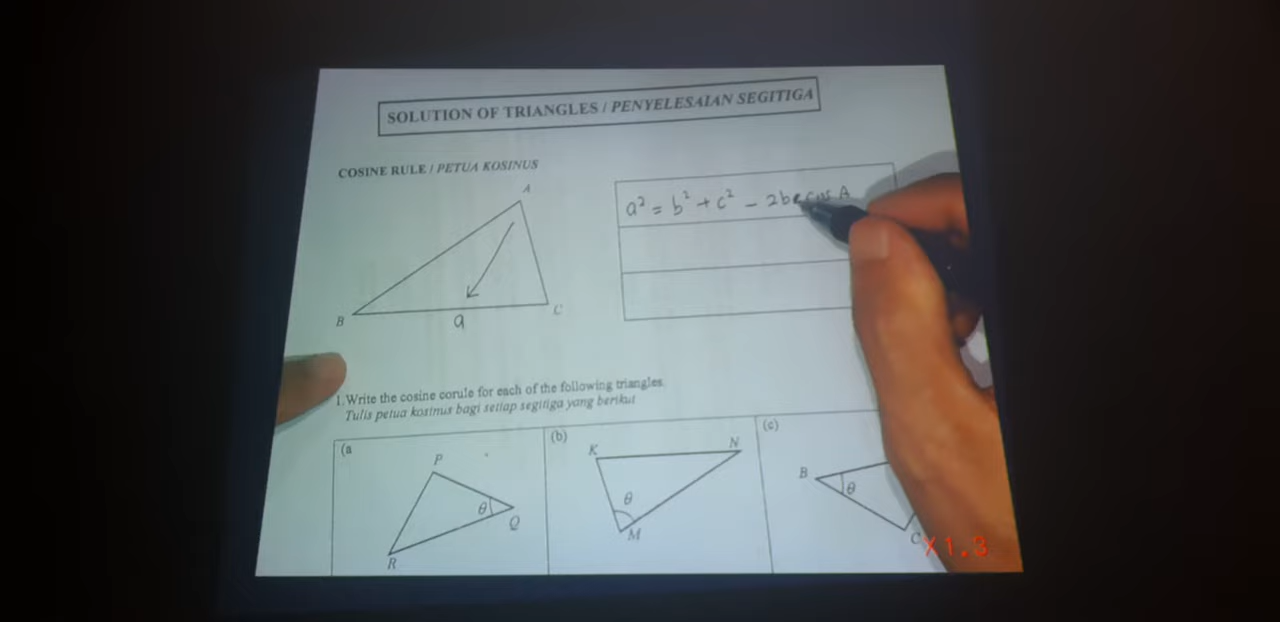 SOLUTION OF TRIANGLES / PENYELESAIAN SEGITIGA
COSINE RULE / PETUA KOSINUS
A
B
C
a
a² = b² + c² - 2bc cos A
1. Write the cosine corule for each of the following triangles.
Tulis petua kosinus bagi setiap segitiga yang berikut
(a
P
θ
Q
R
(b)
K
N
θ
M
(c)
B
θ
C
X1.3